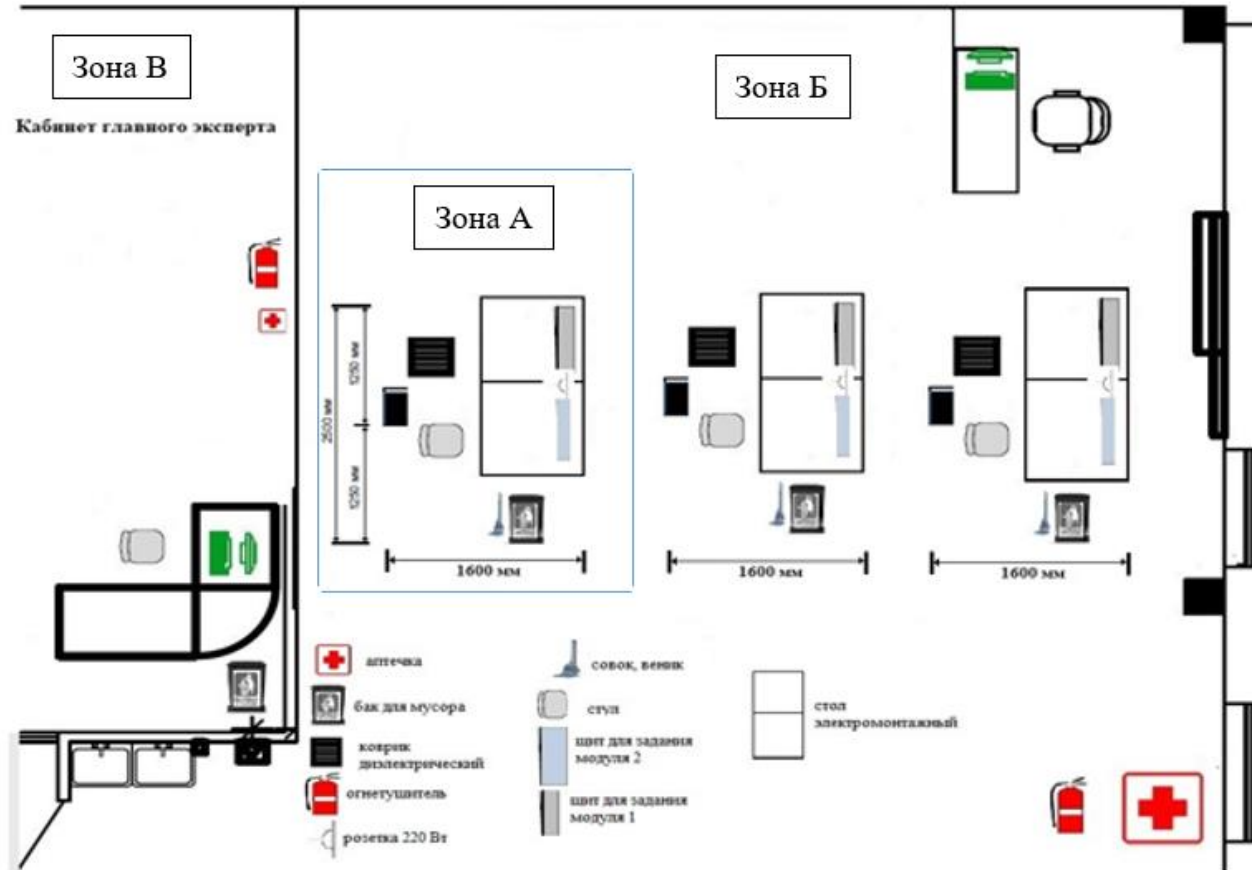 Зона В
Кабинет главного эксперта
Зона Б
Зона А
2500 мм
1250 мм
1250 мм
1600 мм
1600 мм
1600 мм
аптечка
бак для мусора
коврик
диэлектрический
огнетушитель
розетка 220 Вт
совок, веник
стул
щит для задания
модуля 2
щит для задания
модуля 1
стол
электромонтажный